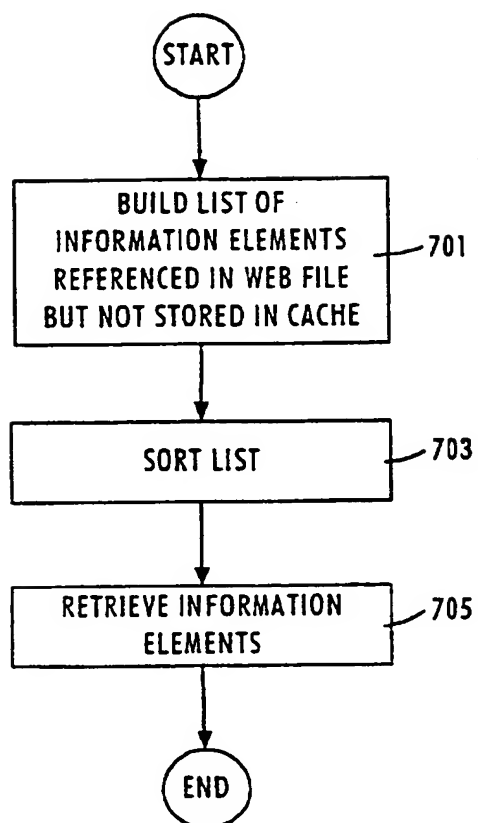 START
BUILD LIST OF
INFORMATION ELEMENTS
REFERENCED IN WEB FILE
BUT NOT STORED IN CACHE
701
SORT LIST
703
RETRIEVE INFORMATION
ELEMENTS
705
END